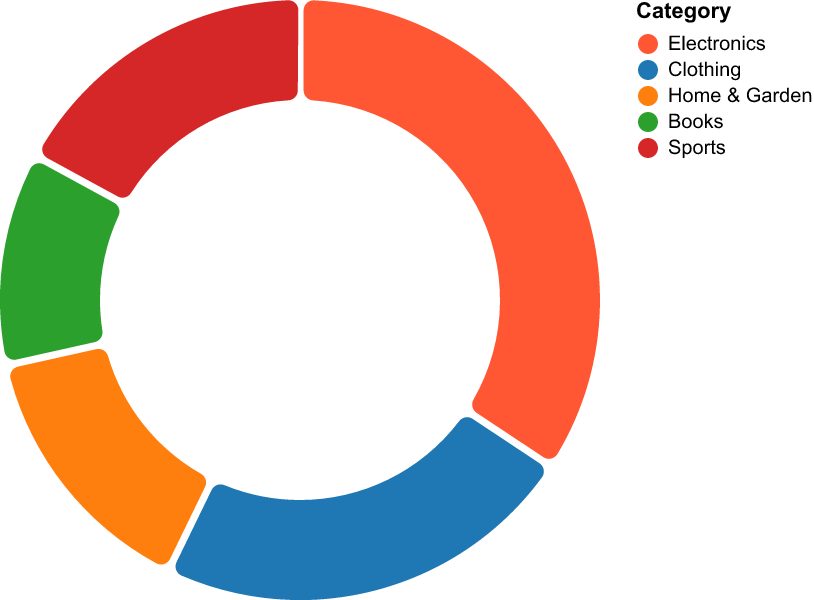 Category
Electronics
Clothing
Home & Garden
Books
Sports